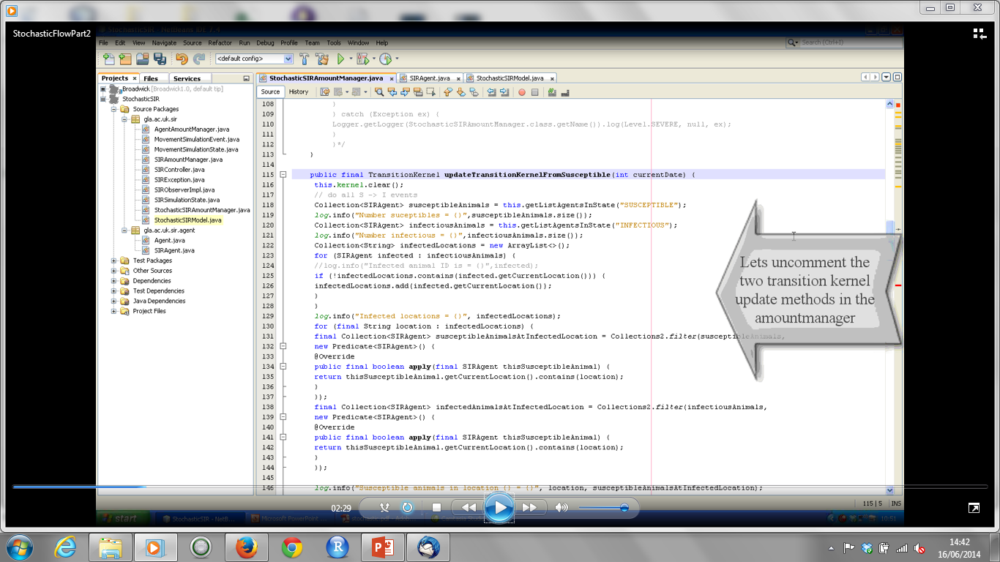 StochasticFlowPart2
StochasticSIR - NetBeans IDE 7.4
File Edit View Navigate Source Refactor Run Debug Profile Team Tools Window Help
Search (Ctrl+I)
<default config>
Projects Files Services
StochasticSIRAmountManager.java SIRAgent.java StochasticSIRModel.java
Source History
Broadwick [Broadwick1.0, default tip]
StochasticSIR
Source Packages
gla.ac.uk.sir
AgentAmountManager.java
MovementSimulationEvent.java
MovementSimulationState.java
SIRAmountManager.java
SIRController.java
SIRException.java
SIRObserverImpl.java
SIRSimulationState.java
StochasticSIRAmountManager.java
StochasticSIRModel.java
gla.ac.uk.sir.agent
Agent.java
SIRAgent.java
Test Packages
Other Sources
Dependencies
Test Dependencies
Java Dependencies
Project Files
108 }
109 } catch (Exception ex) {
110 Logger.getLogger(StochasticSIRAmountManager.class.getName()).log(Level.SEVERE, null, ex);
111 }
112 }*/
113 }
114
115 public final TransitionKernel updateTransitionKernelFromSusceptible(int currentDate) {
116 this.kernel.clear();
117 // do all S -> I events
118 Collection<SIRAgent> susceptibleAnimals = this.getListAgentsInState("SUSCEPTIBLE");
119 log.info("Number suceptibles = {}",susceptibleAnimals.size());
120 Collection<SIRAgent> infectiousAnimals = this.getListAgentsInState("INFECTIOUS");
121 log.info("Number infectious = {}",infectiousAnimals.size());
122 Collection<String> infectedLocations = new ArrayList<>();
123 for (SIRAgent infected : infectiousAnimals) {
124 //log.info("Infected animal ID is = {}",infected);
125 if (!infectedLocations.contains(infected.getCurrentLocation())) {
126 infectedLocations.add(infected.getCurrentLocation());
127 }
128 }
129 log.info("Infected locations = {}", infectedLocations);
130 for (final String location : infectedLocations) {
131 final Collection<SIRAgent> susceptibleAnimalsAtInfectedLocation = Collections2.filter(susceptibleAnimals,
132 new Predicate<SIRAgent>() {
133 @Override
134 public final boolean apply(final SIRAgent thisSusceptibleAnimal) {
135 return thisSusceptibleAnimal.getCurrentLocation().contains(location);
136 }
137 });
138 final Collection<SIRAgent> infectedAnimalsAtInfectedLocation = Collections2.filter(infectiousAnimals,
139 new Predicate<SIRAgent>() {
140 @Override
141 public final boolean apply(final SIRAgent thisSusceptibleAnimal) {
142 return thisSusceptibleAnimal.getCurrentLocation().contains(location);
143 }
144 });
145
146 log.info("Susceptible animals in location {} = {}", location, susceptibleAnimalsAtInfectedLocation);
Lets uncomment the
two transition kernel
update methods in the
amountmanager
115 | 5 INS
02:29
start StochasticSIR - NetB... Microsoft PowerPoint ... stochastic.pdf - Adob... Camtasia Studio 10:51
14:42
16/06/2014